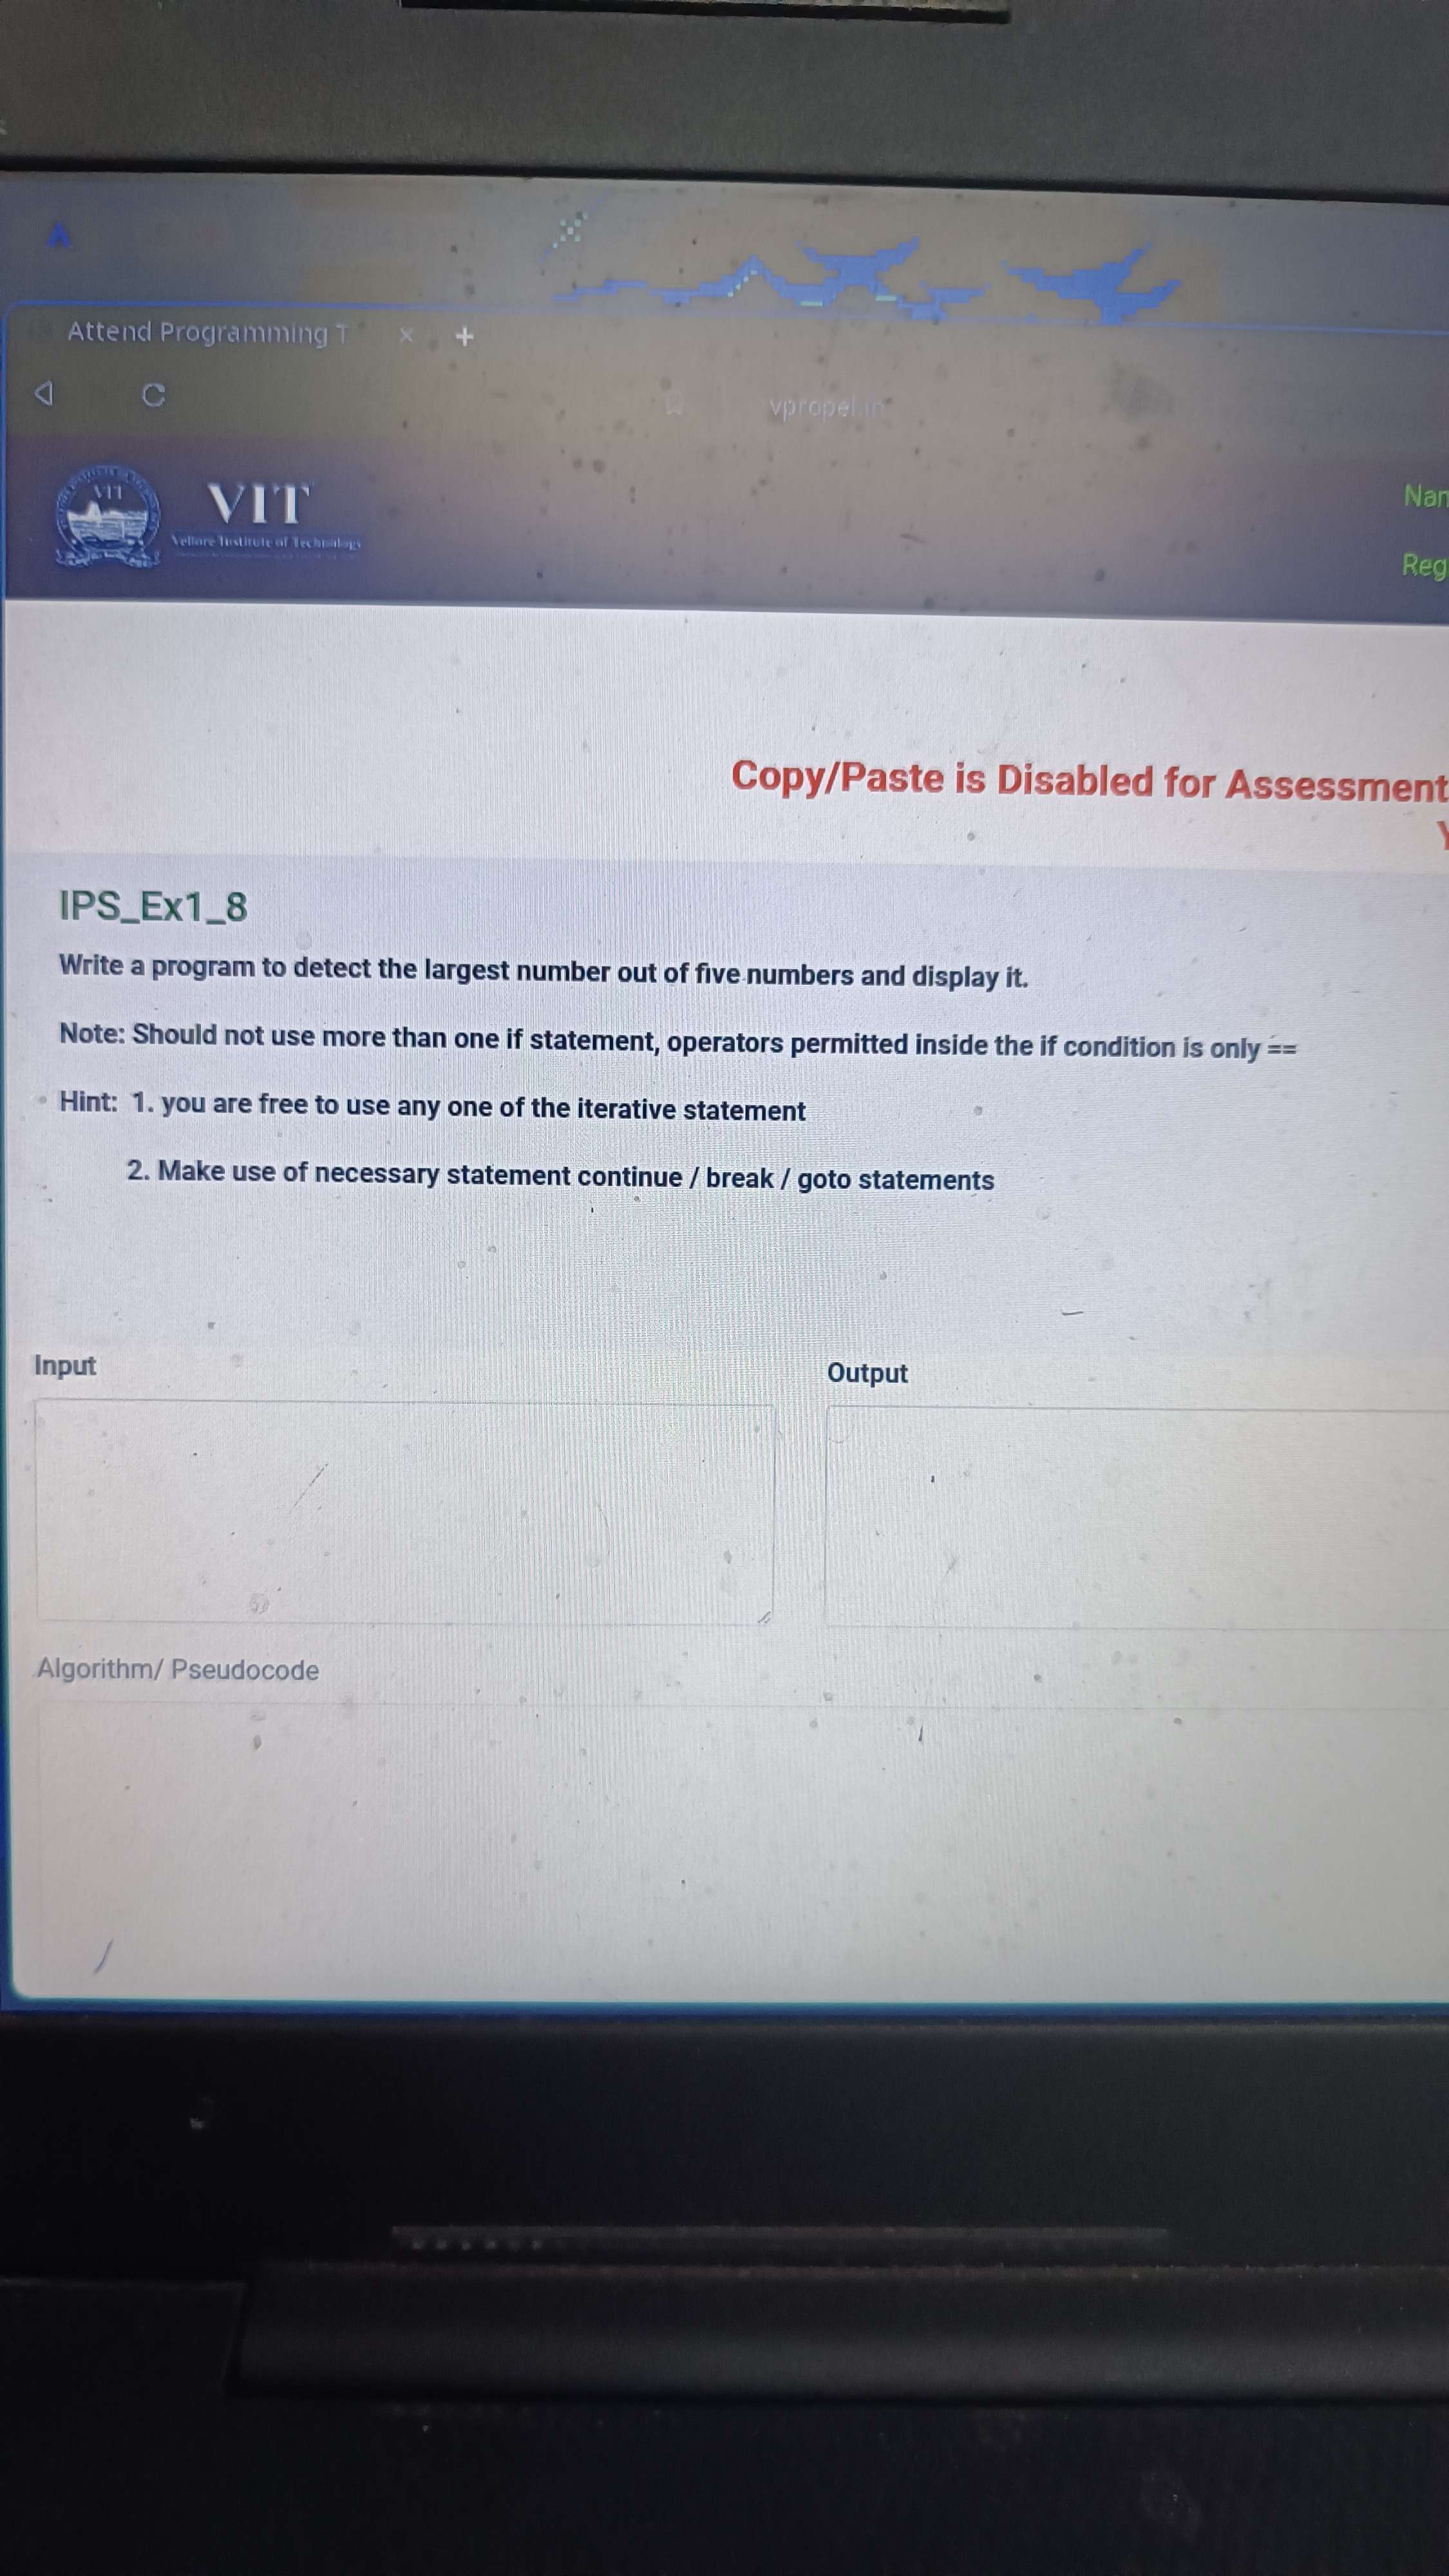 Attend Programming T
vpropel.in
VIT
VIT
Vellore Institute of Technology
Nam
Reg
Copy/Paste is Disabled for Assessment
Y
IPS_Ex1_8
Write a program to detect the largest number out of five numbers and display it.
Note: Should not use more than one if statement, operators permitted inside the if condition is only ==
Hint: 1. you are free to use any one of the iterative statement
2. Make use of necessary statement continue / break / goto statements
Input
Output
Algorithm/ Pseudocode